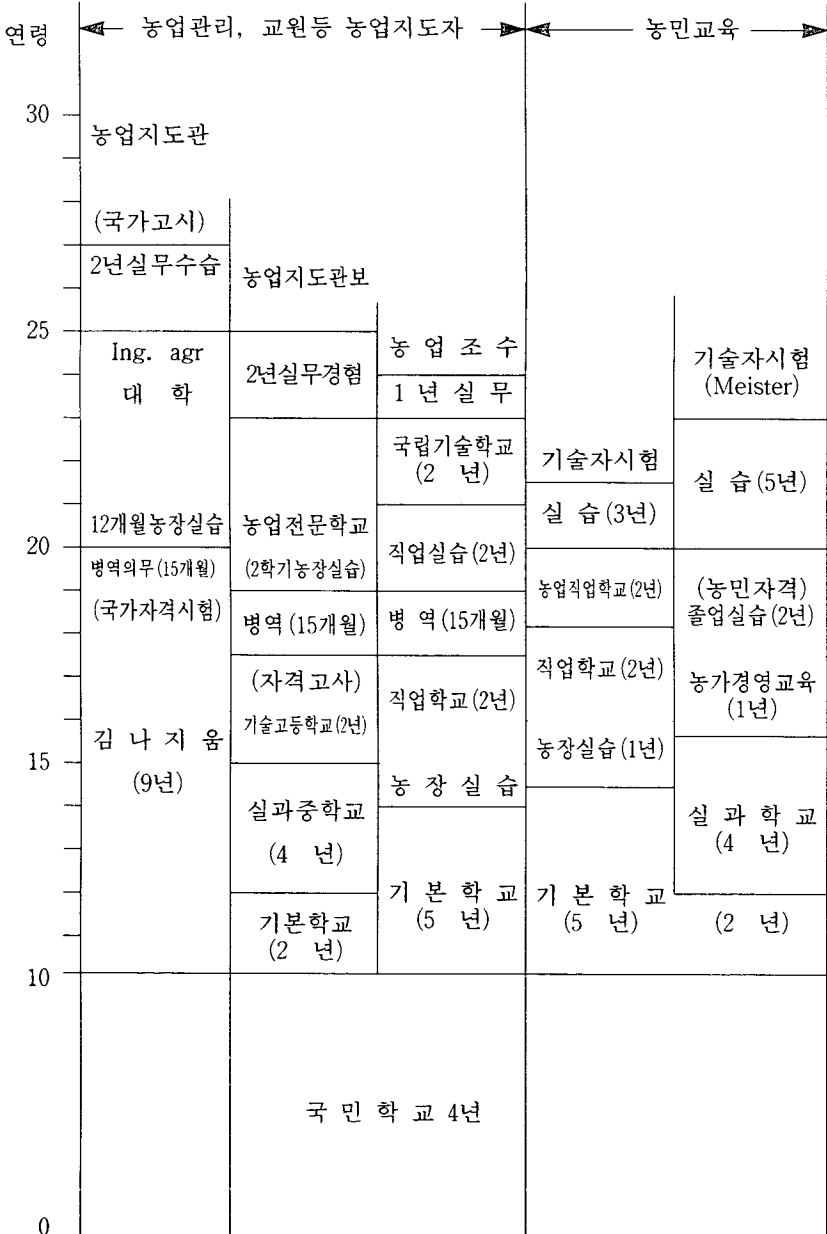 연령
농업관리, 교원등 농업지도자
농민교육
30
농업지도관
(국가고시)
2년실무수습
농업지도관보
25
Ing. agr
대 학
2년실무경험
농 업 조 수
1 년 실 무
기술자시험
(Meister)
국립기술학교
(2 년)
기술자시험
실 습(3년)
실 습(5년)
12개월농장실습
농업전문학교
(2학기농장실습)
직업실습(2년)
20
병역의무(15개월)
(국가자격시험)
병역(15개월)
병 역(15개월)
농업직업학교(2년)
(농민자격)
졸업실습(2년)
(자격고사)
기술고등학교(2년)
직업학교(2년)
직업학교(2년)
농가경영교육
(1년)
김 나 지 움
(9년)
15
농 장 실 습
농장실습(1년)
실과중학교
(4 년)
실 과 학 교
(4 년)
기본학교
(2 년)
기 본 학 교
(5 년)
기 본 학 교
(5 년)
(2 년)
10
국 민 학 교 4년
0